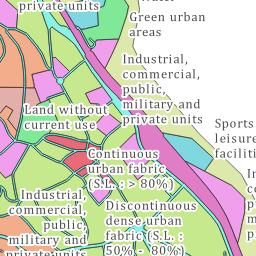 private units
Green urban
areas
Industrial,
commercial,
public,
military and
private units
Land without
current use
Sports
leisure
faciliti
Continuous
urban fabric
(S.L. : > 80%)
Industrial,
commercial,
public,
military and
private units
Discontinuous
dense urban
fabric (S.L. :
50% - 80%)